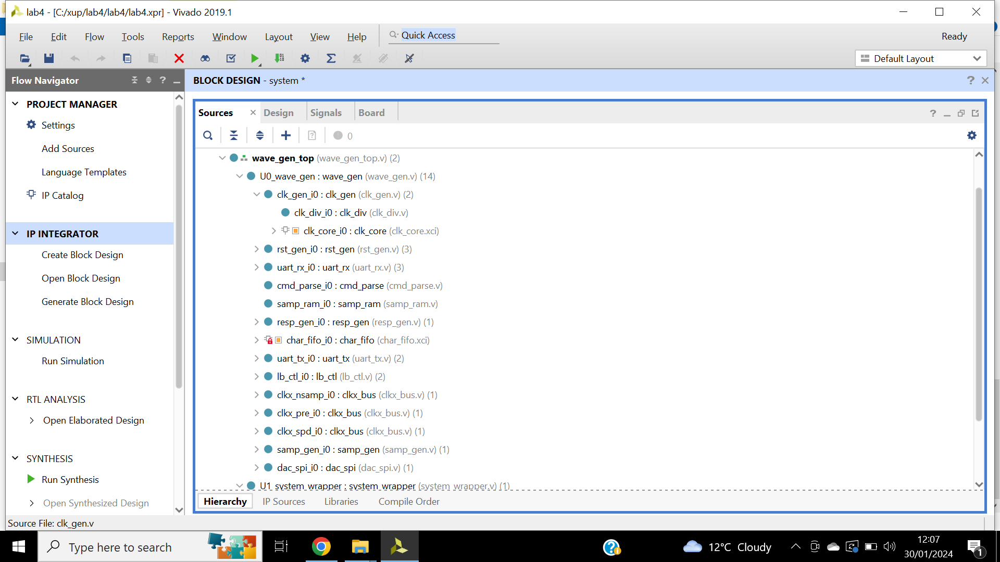 lab4 - [C:/xup/lab4/lab4/lab4.xpr] - Vivado 2019.1
File Edit Flow Tools Reports Window Layout View Help Quick Access Ready
Default Layout
Flow Navigator
BLOCK DESIGN - system *
PROJECT MANAGER
Settings
Add Sources
Language Templates
IP Catalog
IP INTEGRATOR
Create Block Design
Open Block Design
Generate Block Design
SIMULATION
Run Simulation
RTL ANALYSIS
Open Elaborated Design
SYNTHESIS
Run Synthesis
Open Synthesized Design
Sources Design Signals Board
0
wave_gen_top (wave_gen_top.v) (2)
U0_wave_gen : wave_gen (wave_gen.v) (14)
clk_gen_i0 : clk_gen (clk_gen.v) (2)
clk_div_i0 : clk_div (clk_div.v)
clk_core_i0 : clk_core (clk_core.xci)
rst_gen_i0 : rst_gen (rst_gen.v) (3)
uart_rx_i0 : uart_rx (uart_rx.v) (3)
cmd_parse_i0 : cmd_parse (cmd_parse.v)
samp_ram_i0 : samp_ram (samp_ram.v)
resp_gen_i0 : resp_gen (resp_gen.v) (1)
char_fifo_i0 : char_fifo (char_fifo.xci)
uart_tx_i0 : uart_tx (uart_tx.v) (2)
lb_ctl_i0 : lb_ctl (lb_ctl.v) (2)
clkx_nsamp_i0 : clkx_bus (clkx_bus.v) (1)
clkx_pre_i0 : clkx_bus (clkx_bus.v) (1)
clkx_spd_i0 : clkx_bus (clkx_bus.v) (1)
samp_gen_i0 : samp_gen (samp_gen.v) (1)
dac_spi_i0 : dac_spi (dac_spi.v) (1)
U1_system_wrapper : system_wrapper (system_wrapper.v) (1)
Hierarchy IP Sources Libraries Compile Order
Source File: clk_gen.v
Type here to search
12°C Cloudy
12:07
30/01/2024
1